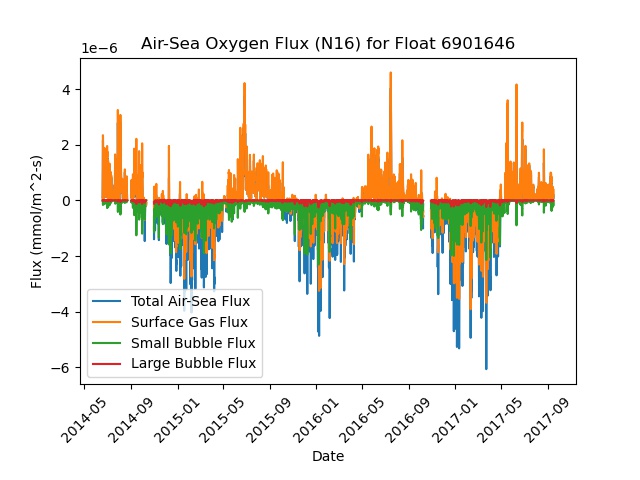 Air-Sea Oxygen Flux (N16) for Float 6901646
1e−6
4
2
0
−2
−4
−6
Flux (mmol/m^2-s)
Total Air-Sea Flux
Surface Gas Flux
Small Bubble Flux
Large Bubble Flux
2014-05
2014-09
2015-01
2015-05
2015-09
2016-01
2016-05
2016-09
2017-01
2017-05
2017-09
Date